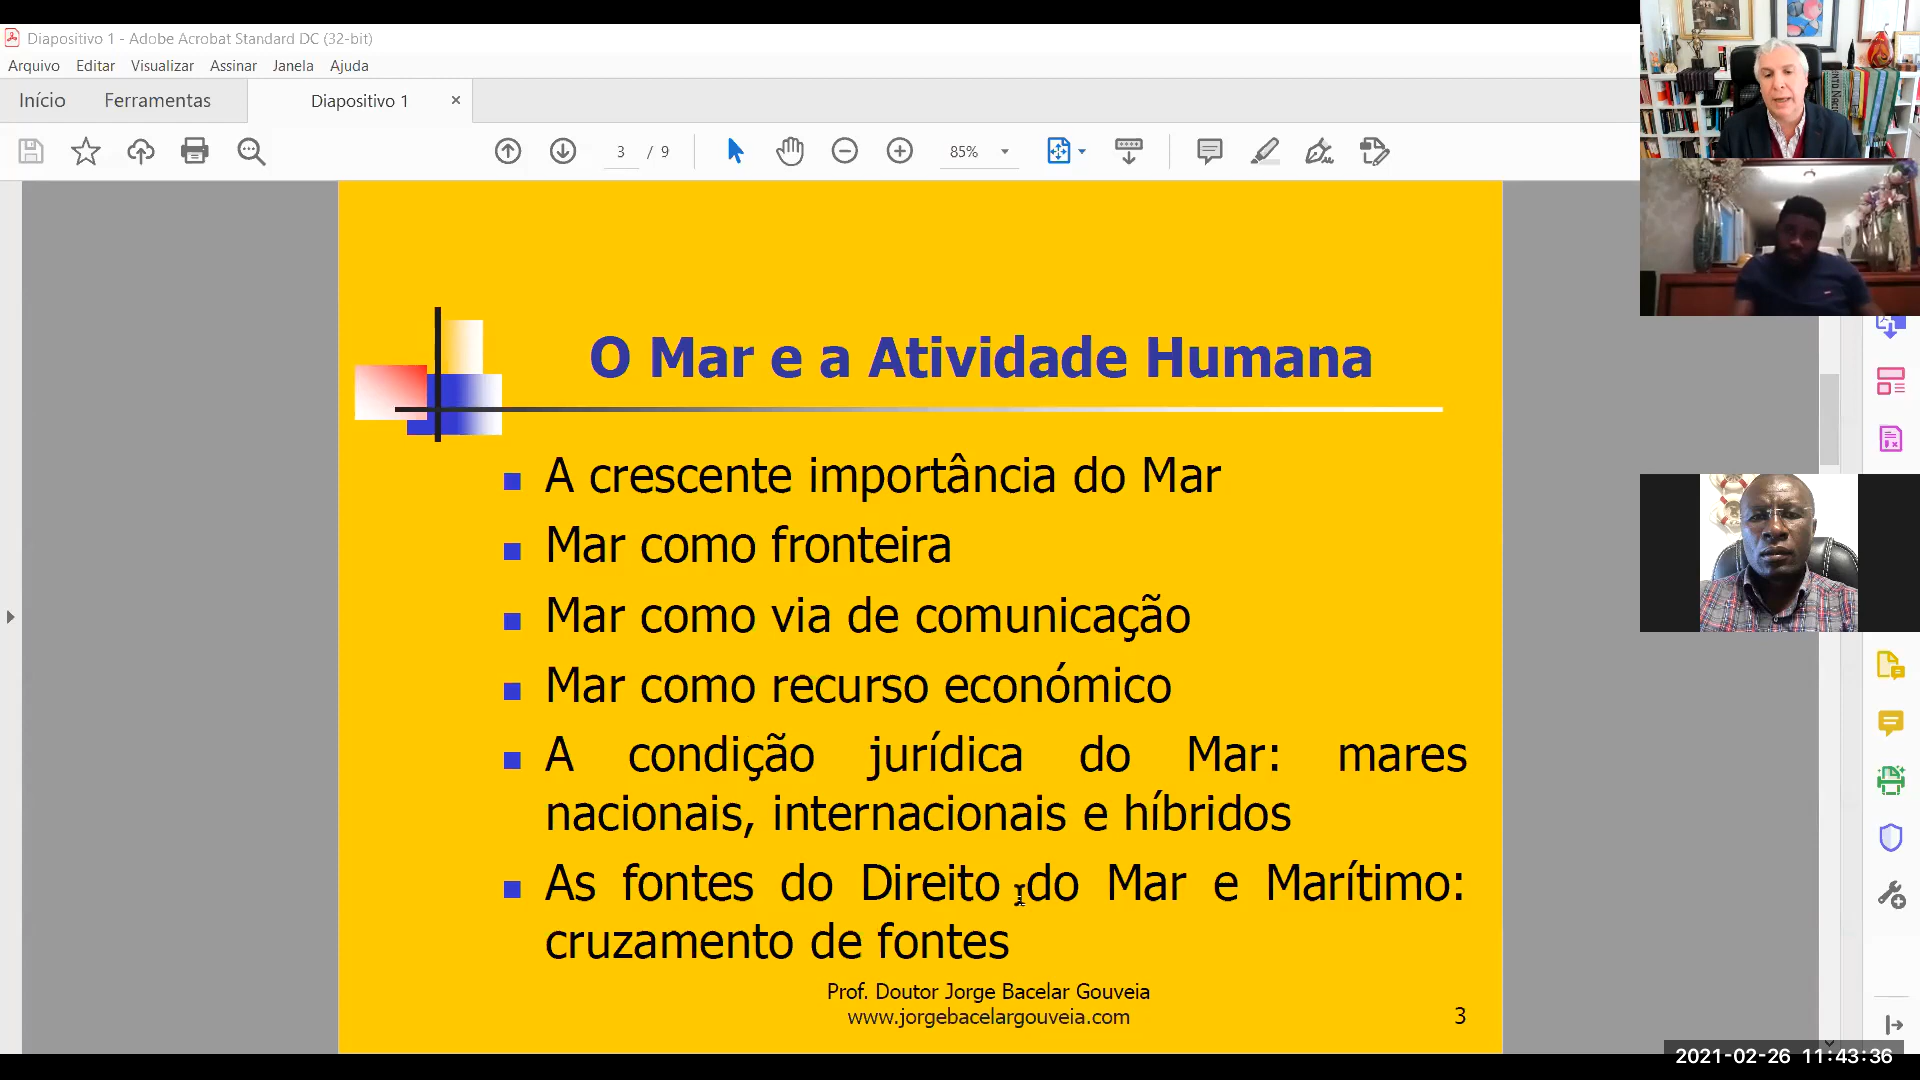 Diapositivo 1 - Adobe Acrobat Standard DC (32-bit)
Arquivo Editar Visualizar Assinar Janela Ajuda
Início Ferramentas Diapositivo 1 ×
3 / 9 85%
O Mar e a Atividade Humana
A crescente importância do Mar
Mar como fronteira
Mar como via de comunicação
Mar como recurso económico
A condição jurídica do Mar: mares
nacionais, internacionais e híbridos
As fontes do Direito do Mar e Marítimo:
cruzamento de fontes
Prof. Doutor Jorge Bacelar Gouveia
www.jorgebacelargouveia.com
3
2021-02-26 11:43:36